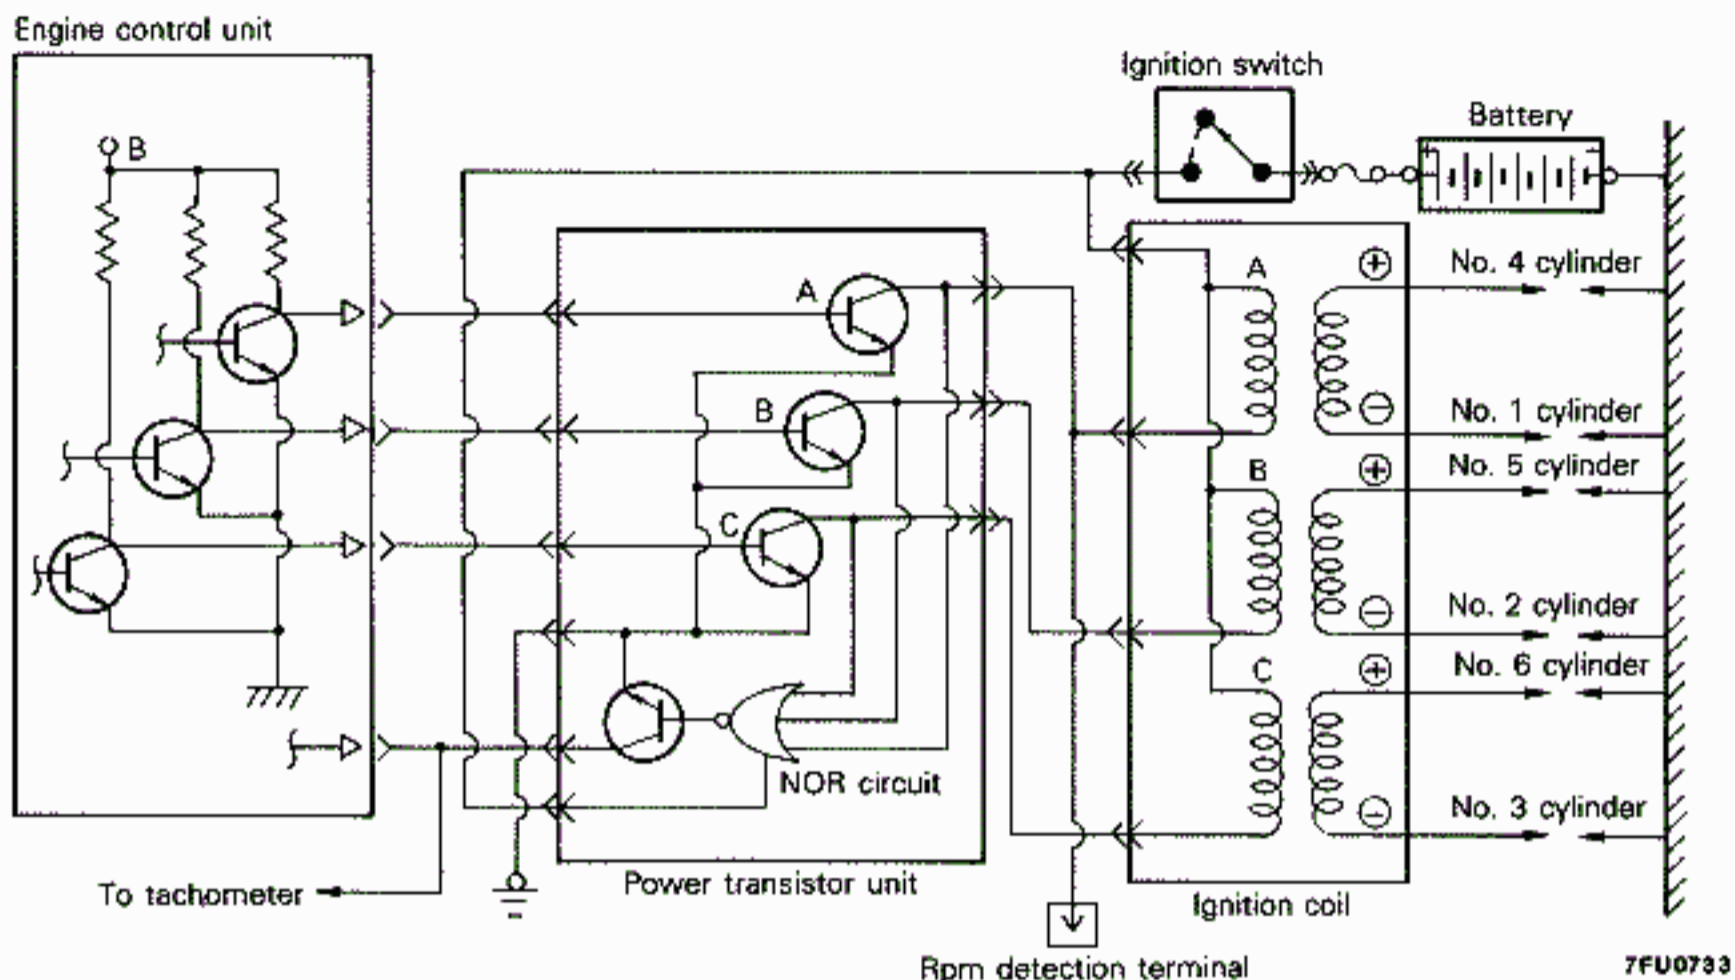 Engine control unit
Ignition switch
Battery
B
A
B
C
A
B
C
+
−
+
−
+
−
No. 4 cylinder
No. 1 cylinder
No. 5 cylinder
No. 2 cylinder
No. 6 cylinder
No. 3 cylinder
NOR circuit
To tachometer
Power transistor unit
Ignition coil
Rpm detection terminal
7FU0733